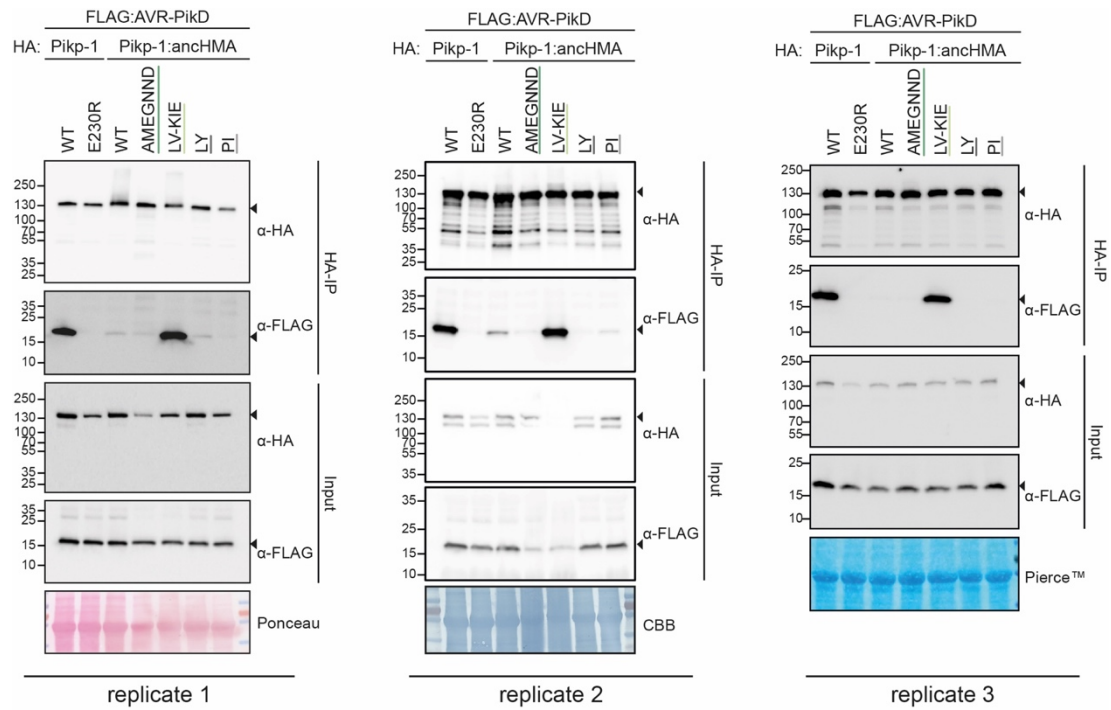 FLAG:AVR-PikD
HA: Pikp-1 Pikp-1:ancHMA
WT E230R WT AMEGNND LV-KIE LY PI
250
130
100
70
55
35
25
α-HA
35
25
15
10
α-FLAG
HA-IP
250
130
100
70
55
35
25
α-HA
35
25
15
10
α-FLAG
Input
Ponceau
replicate 1
FLAG:AVR-PikD
HA: Pikp-1 Pikp-1:ancHMA
WT E230R WT AMEGNND LV-KIE LY PI
250
130
100
70
55
35
25
α-HA
35
25
15
10
α-FLAG
HA-IP
250
130
100
70
55
35
25
α-HA
35
25
15
10
α-FLAG
Input
CBB
replicate 2
FLAG:AVR-PikD
HA: Pikp-1 Pikp-1:ancHMA
WT E230R WT AMEGNND LV-KIE LY PI
250
130
100
70
55
α-HA
25
15
10
α-FLAG
HA-IP
250
130
100
70
55
α-HA
25
15
10
α-FLAG
Input
Pierce™
replicate 3